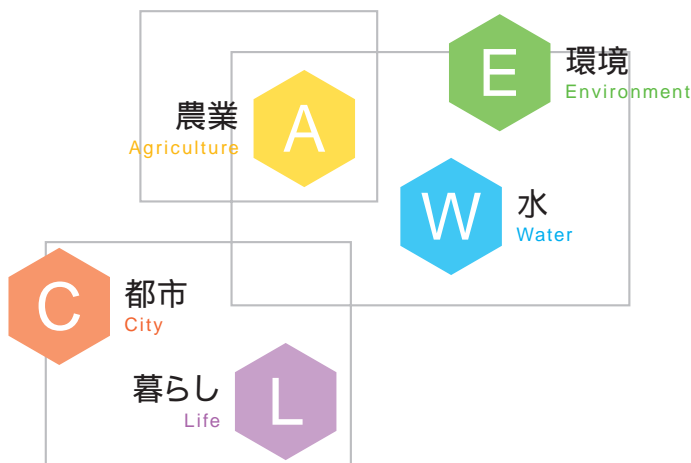 E
環境
Environment
農業
Agriculture
A
W
水
Water
C
都市
City
暮らし
Life
L